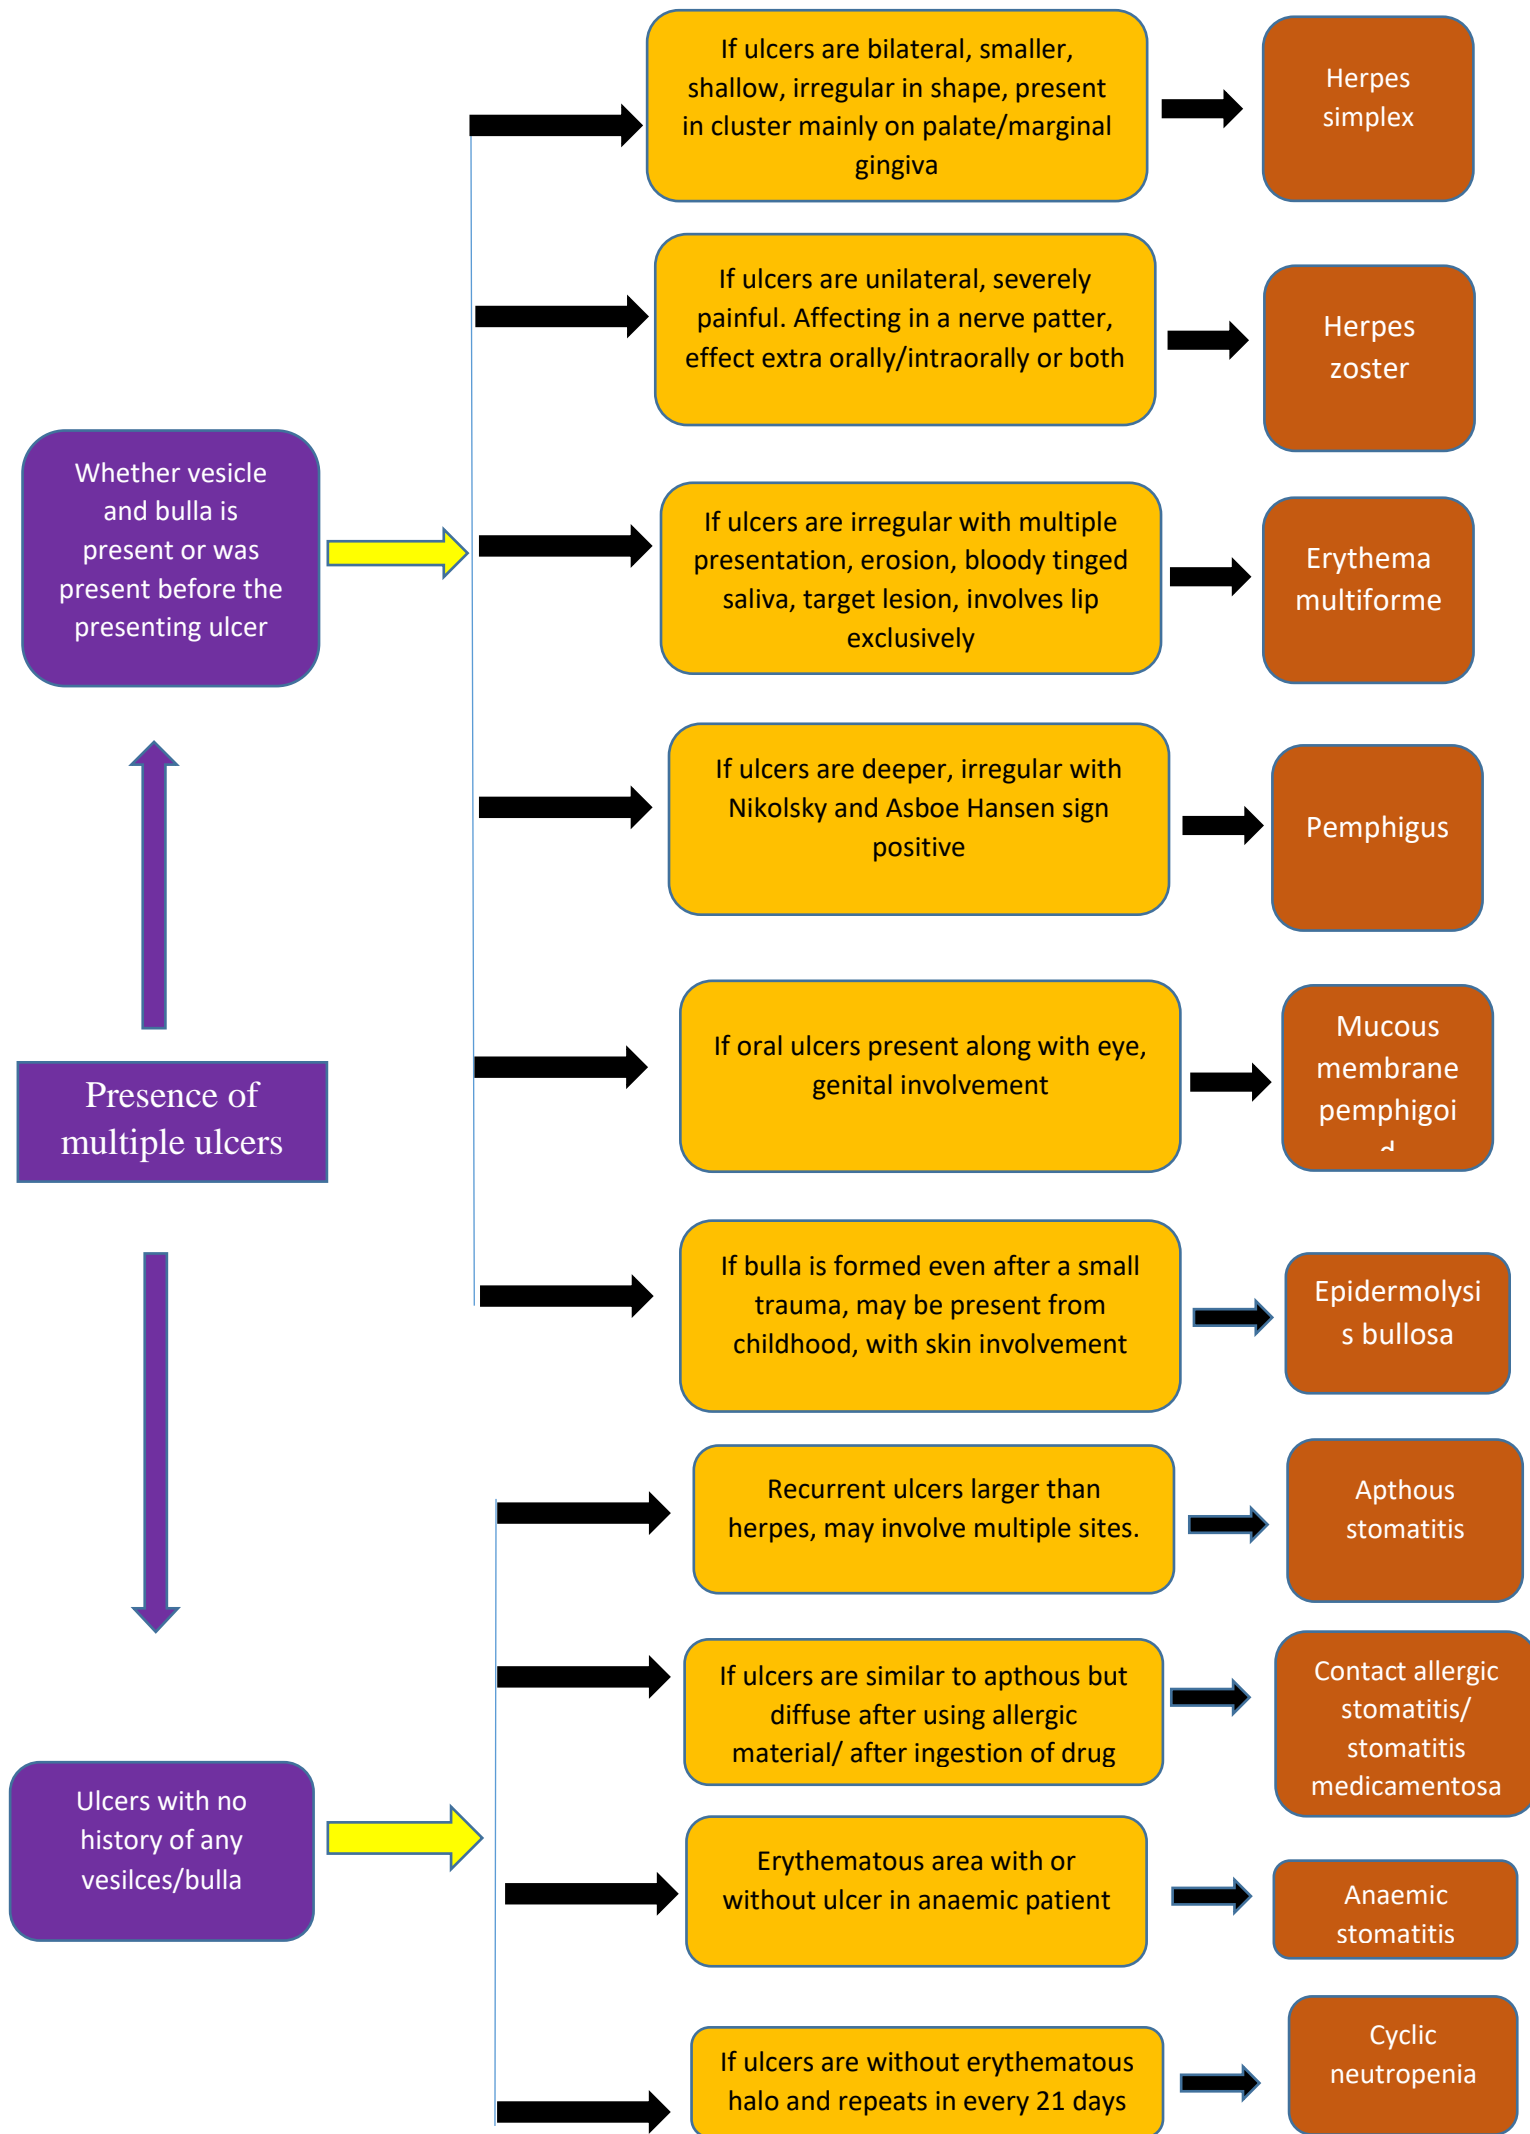 If ulcers are bilateral, smaller,
shallow, irregular in shape, present
in cluster mainly on palate/marginal
gingiva
Herpes
simplex
If ulcers are unilateral, severely
painful. Affecting in a nerve patter,
effect extra orally/intraorally or both
Herpes
zoster
Whether vesicle
and bulla is
present or was
present before the
presenting ulcer
If ulcers are irregular with multiple
presentation, erosion, bloody tinged
saliva, target lesion, involves lip
exclusively
Erythema
multiforme
If ulcers are deeper, irregular with
Nikolsky and Asboe Hansen sign
positive
Pemphigus
Presence of
multiple ulcers
If oral ulcers present along with eye,
genital involvement
Mucous
membrane
pemphigoi
d
If bulla is formed even after a small
trauma, may be present from
childhood, with skin involvement
Epidermolysi
s bullosa
Recurrent ulcers larger than
herpes, may involve multiple sites.
Apthous
stomatitis
If ulcers are similar to apthous but
diffuse after using allergic
material/ after ingestion of drug
Contact allergic
stomatitis/
stomatitis
medicamentosa
Ulcers with no
history of any
vesilces/bulla
Erythematous area with or
without ulcer in anaemic patient
Anaemic
stomatitis
If ulcers are without erythematous
halo and repeats in every 21 days
Cyclic
neutropenia